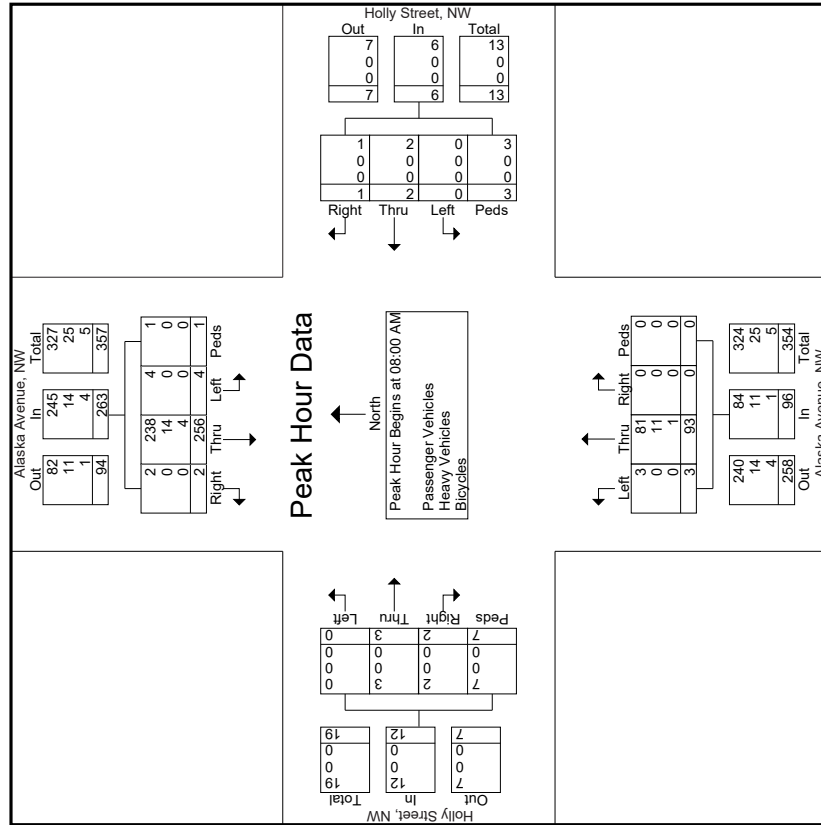 Holly Street, NW
Out In Total
7 6 13
0 0 0
0 0 0
7 6 13
1 2 0 3
0 0 0 0
0 0 0 0
1 2 0 3
Right Thru Left Peds
Alaska Avenue, NW
Out In Total
82 245 327
11 14 25
1 4 5
94 263 357
2 238 4 1
0 14 0 0
0 4 0 0
2 256 4 1
Right Thru Left Peds
Peak Hour Data
North
Peak Hour Begins at 08:00 AM
Passenger Vehicles
Heavy Vehicles
Bicycles
Left Thru Right Peds
3 81 0 0
0 11 0 0
0 1 0 0
3 93 0 0
Out In Total
240 84 324
14 11 25
4 1 5
258 96 354
Alaska Avenue, NW
Left Thru Right Peds
0 3 2 7
0 0 0 0
0 0 0 0
0 3 2 7
19 12 7
0 0 0
0 0 0
19 12 7
Total In Out
Holly Street, NW